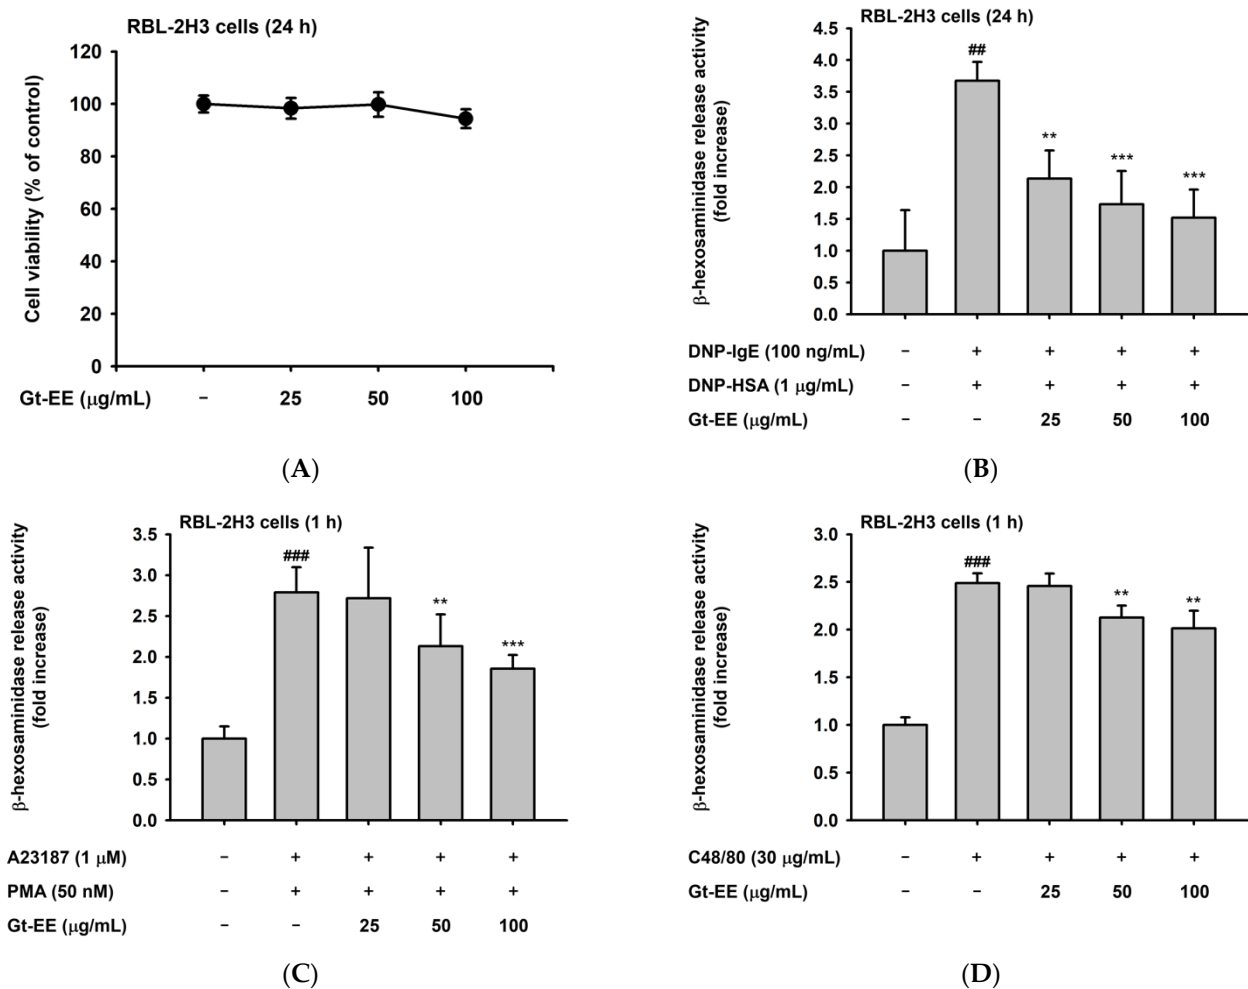 RBL-2H3 cells (24 h)
Cell viability (% of control)
120
100
80
60
40
20
0
Gt-EE (μg/mL) − 25 50 100
(A)
RBL-2H3 cells (24 h)
β-hexosaminidase release activity
(fold increase)
4.5
4.0
3.5
3.0
2.5
2.0
1.5
1.0
0.5
0.0
##
**
***
***
DNP-IgE (100 ng/mL) − + + + +
DNP-HSA (1 μg/mL) − + + + +
Gt-EE (μg/mL) − − 25 50 100
(B)
RBL-2H3 cells (1 h)
β-hexosaminidase release activity
(fold increase)
3.5
3.0
2.5
2.0
1.5
1.0
0.5
0.0
###
**
***
A23187 (1 μM) − + + + +
PMA (50 nM) − + + + +
Gt-EE (μg/mL) − − 25 50 100
(C)
RBL-2H3 cells (1 h)
β-hexosaminidase release activity
(fold increase)
3.0
2.5
2.0
1.5
1.0
0.5
0.0
###
**
**
C48/80 (30 μg/mL) − + + + +
Gt-EE (μg/mL) − − 25 50 100
(D)